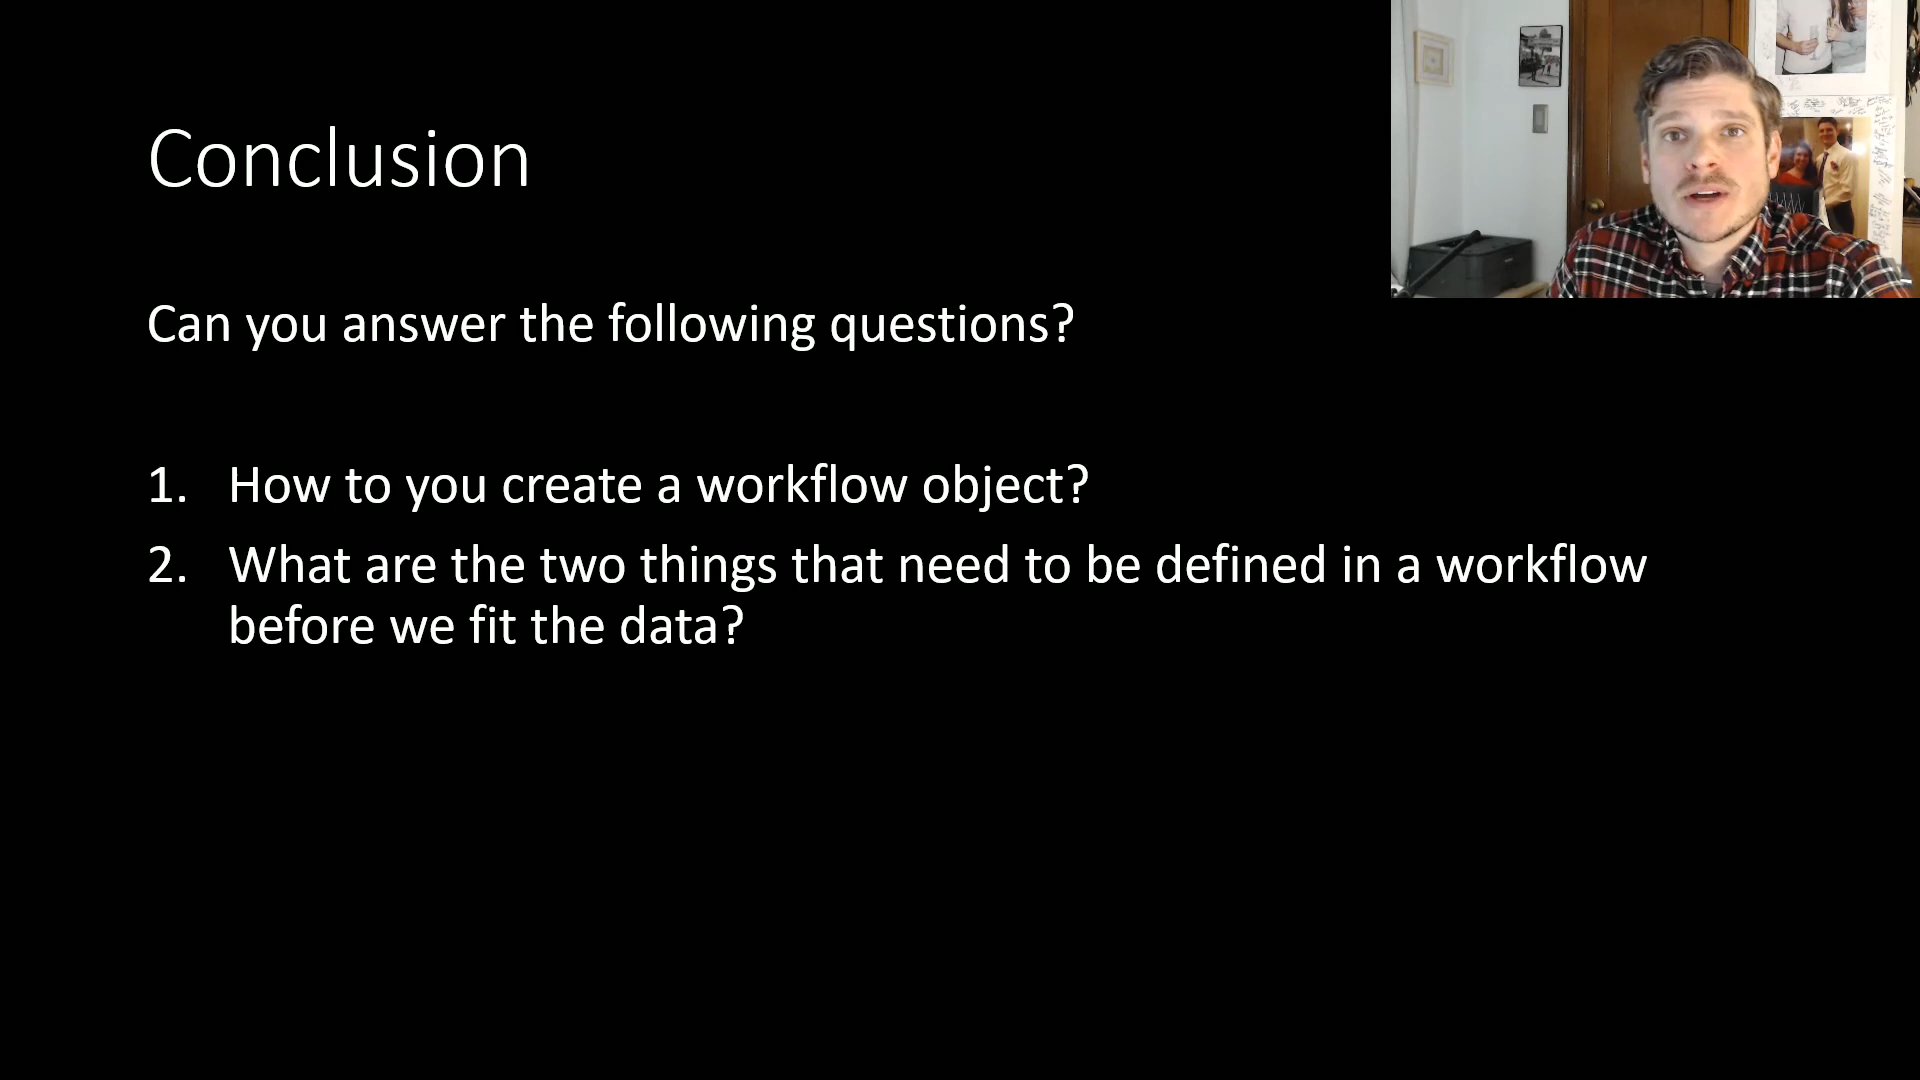 Conclusion
Can you answer the following questions?
1. How to you create a workflow object?
2. What are the two things that need to be defined in a workflow
before we fit the data?